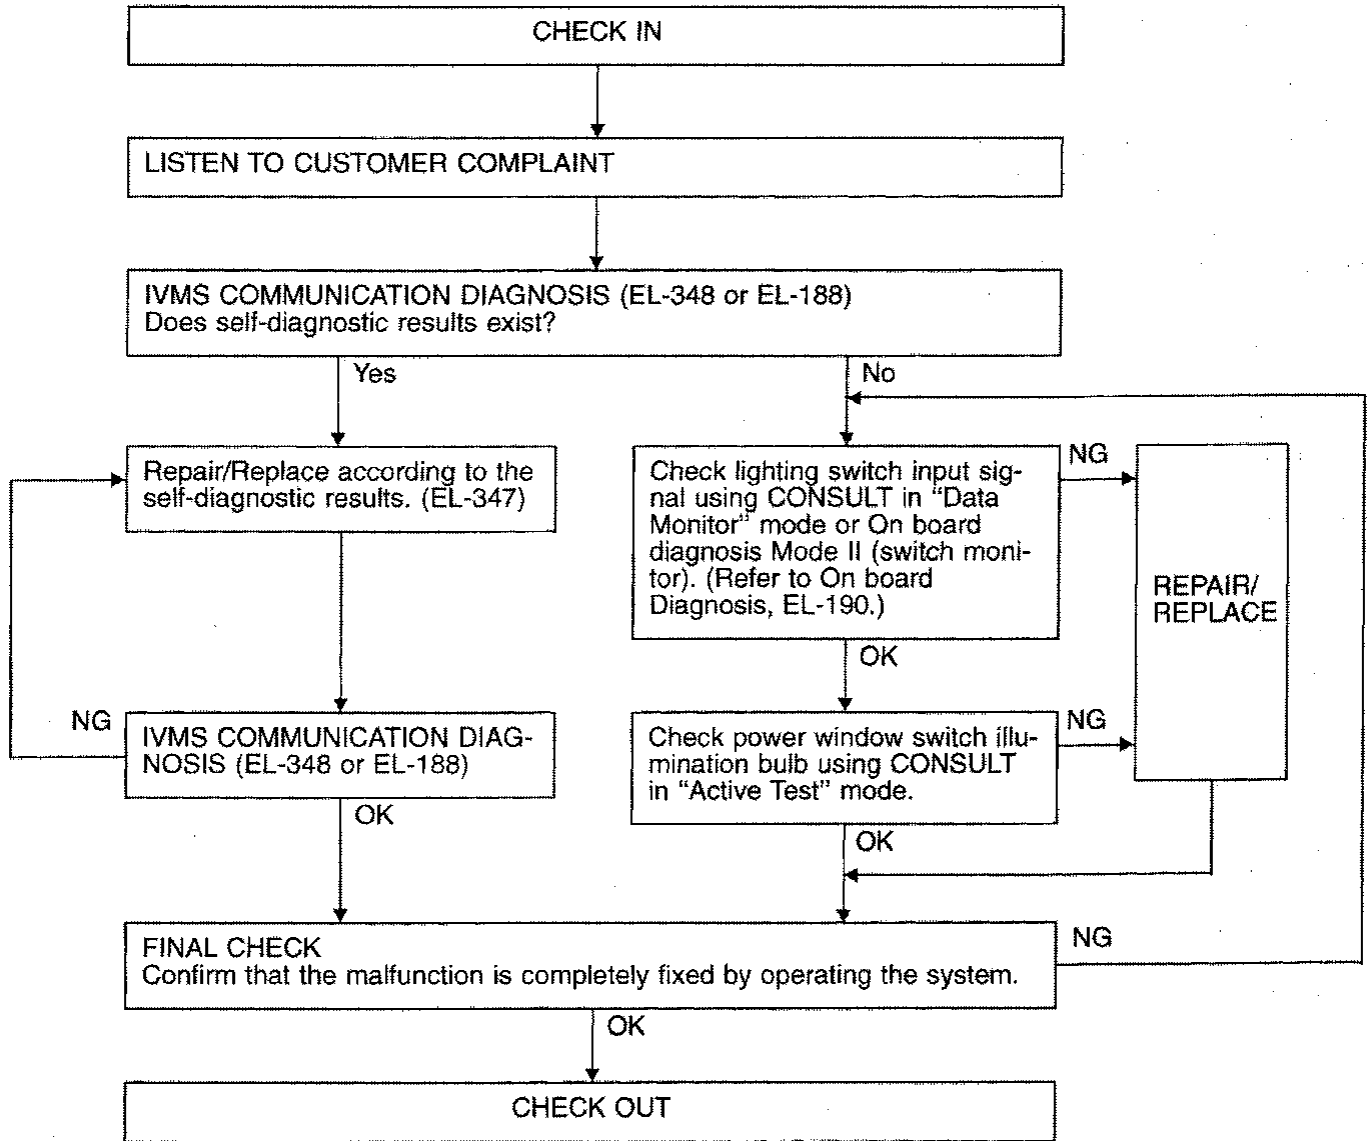 CHECK IN
LISTEN TO CUSTOMER COMPLAINT
IVMS COMMUNICATION DIAGNOSIS (EL-348 or EL-188)
Does self-diagnostic results exist?
Yes
No
Repair/Replace according to the
self-diagnostic results. (EL-347)
NG
IVMS COMMUNICATION DIAG-
NOSIS (EL-348 or EL-188)
OK
Check lighting switch input sig-
nal using CONSULT in “Data
Monitor” mode or On board
diagnosis Mode II (switch moni-
tor). (Refer to On board
Diagnosis, EL-190.)
NG
OK
REPAIR/
REPLACE
Check power window switch illu-
mination bulb using CONSULT
in “Active Test” mode.
NG
OK
FINAL CHECK
Confirm that the malfunction is completely fixed by operating the system.
NG
OK
CHECK OUT